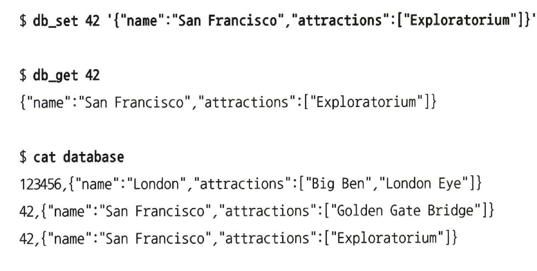 $ db_set 42 '{"name":"San Francisco","attractions":["Exploratorium"]}'
$ db_get 42
{"name":"San Francisco","attractions":["Exploratorium"]}
$ cat database
123456,{"name":"London","attractions":["Big Ben","London Eye"]}
42,{"name":"San Francisco","attractions":["Golden Gate Bridge"]}
42,{"name":"San Francisco","attractions":["Exploratorium"]}